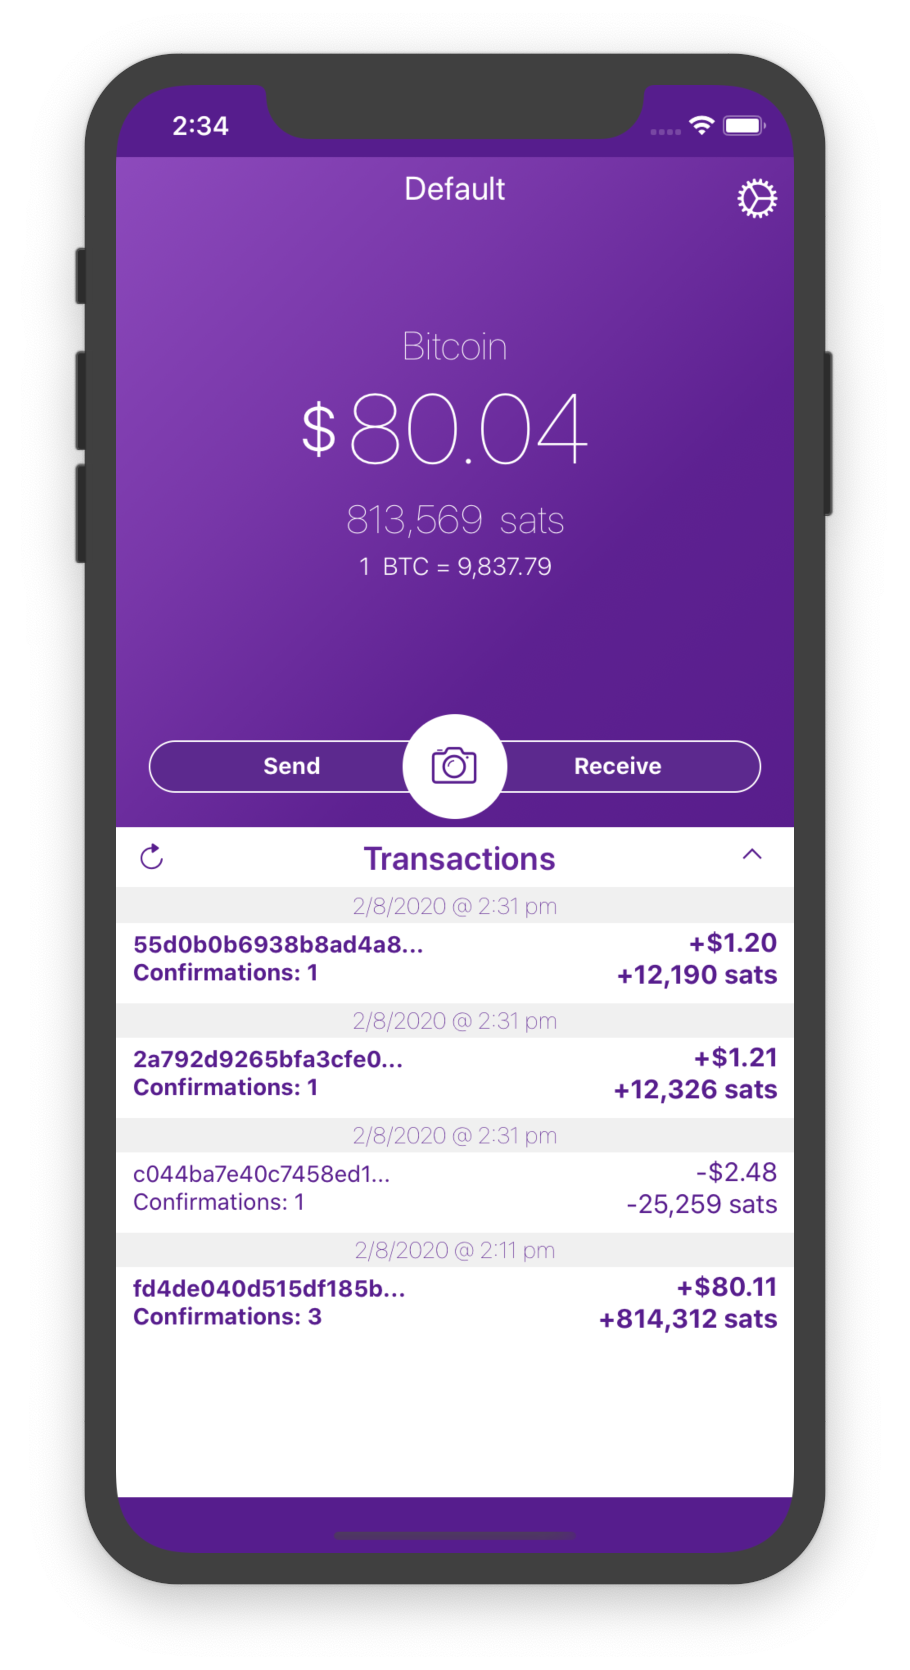 2:34
Default
Bitcoin
$80.04
813,569 sats
1 BTC = 9,837.79
Send
Receive
Transactions
2/8/2020 @ 2:31 pm
55d0b0b6938b8ad4a8... +$1.20
Confirmations: 1 +12,190 sats
2/8/2020 @ 2:31 pm
2a792d9265bfa3cfe0... +$1.21
Confirmations: 1 +12,326 sats
2/8/2020 @ 2:31 pm
c044ba7e40c7458ed1... -$2.48
Confirmations: 1 -25,259 sats
2/8/2020 @ 2:11 pm
fd4de040d515df185b... +$80.11
Confirmations: 3 +814,312 sats